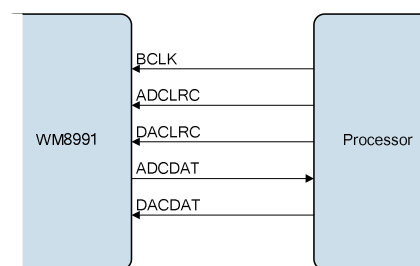 BCLK
ADCLRC
DACLRC
WM8991
Processor
ADCDAT
DACDAT